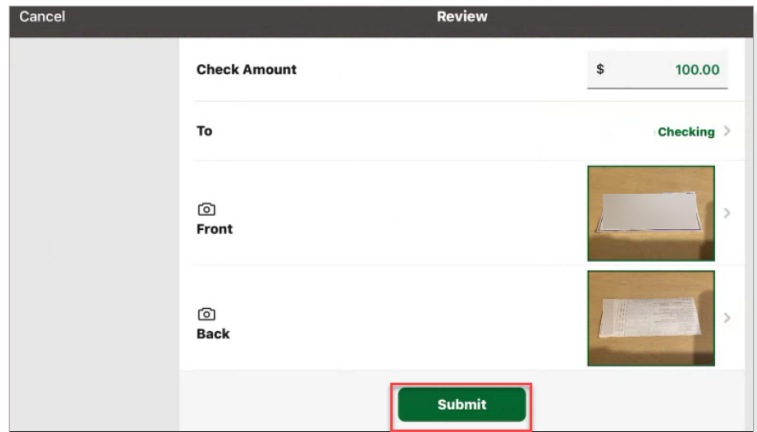 Cancel Review
Check Amount $ 100.00
To Checking
Front
Back
Submit